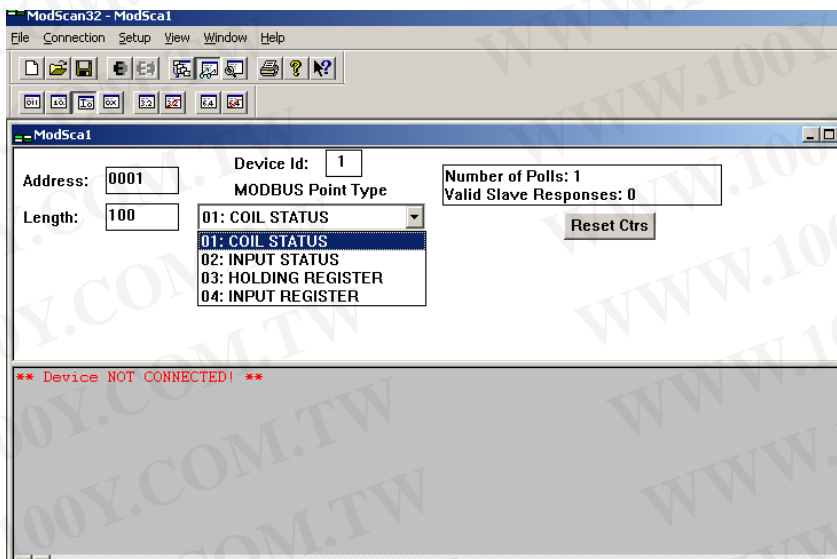 ModScan32 - ModSca1
File Connection Setup View Window Help
ModSca1
Address: 0001
Device Id: 1
MODBUS Point Type
Length: 100
01: COIL STATUS
01: COIL STATUS
02: INPUT STATUS
03: HOLDING REGISTER
04: INPUT REGISTER
Number of Polls: 1
Valid Slave Responses: 0
Reset Ctrs
** Device NOT CONNECTED! **
WWW.100Y.COM.TW